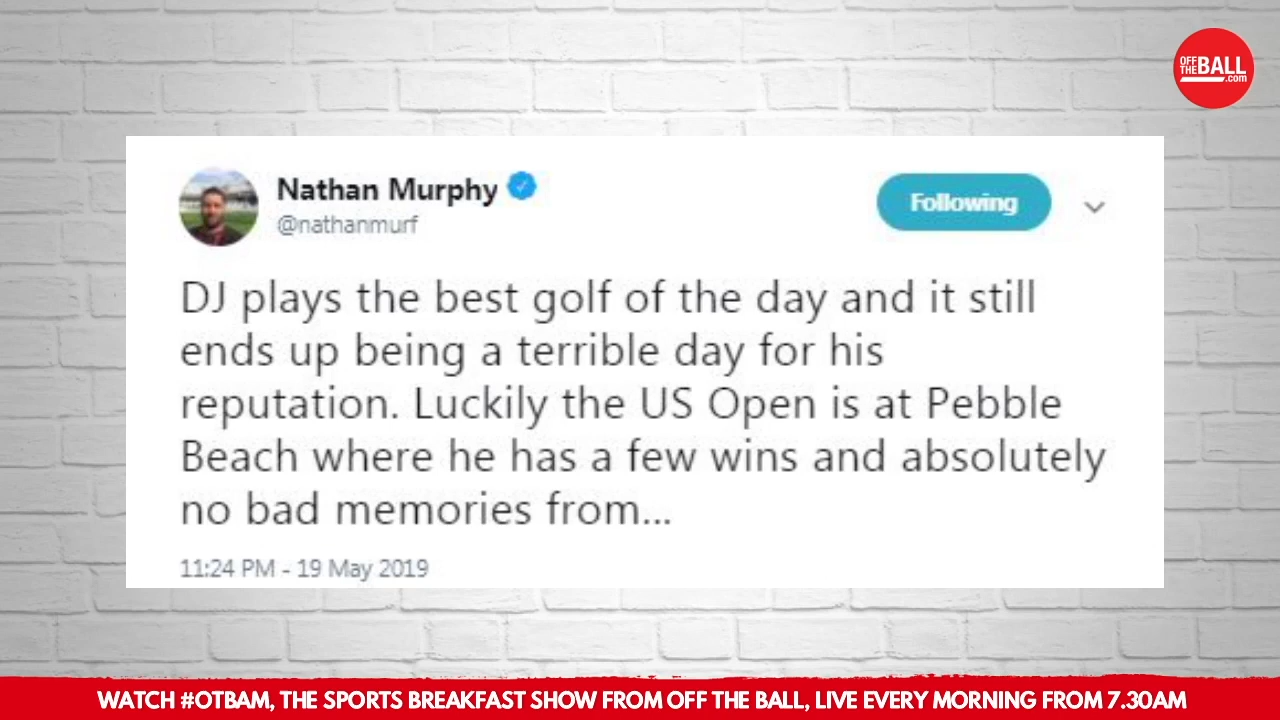 OFF
THE BALL
.com
Nathan Murphy
@nathanmurf
Following
DJ plays the best golf of the day and it still
ends up being a terrible day for his
reputation. Luckily the US Open is at Pebble
Beach where he has a few wins and absolutely
no bad memories from...
11:24 PM - 19 May 2019
WATCH #OTBAM, THE SPORTS BREAKFAST SHOW FROM OFF THE BALL, LIVE EVERY MORNING FROM 7.30AM